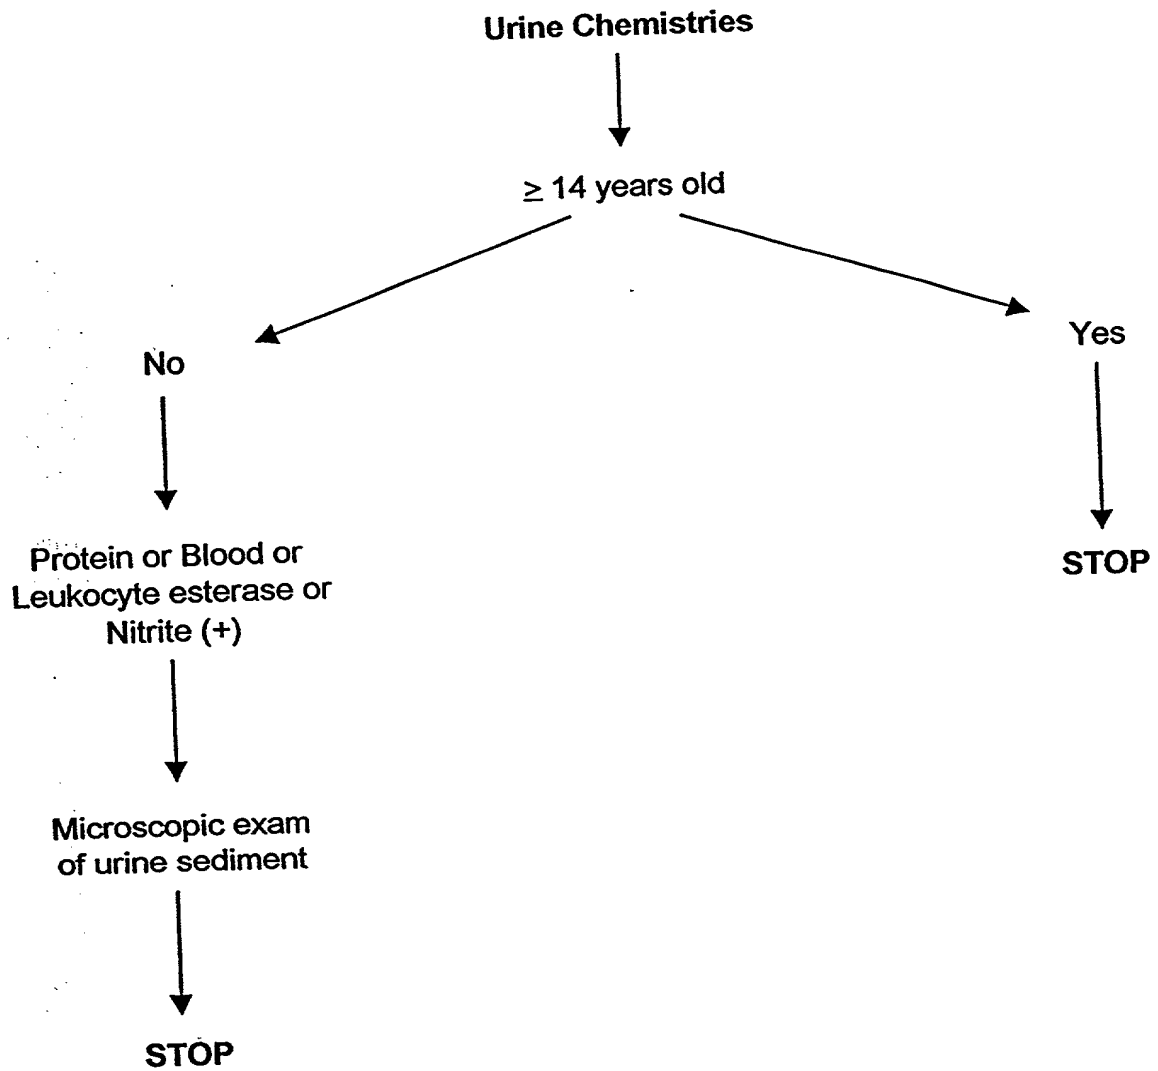 Urine Chemistries
≥ 14 years old
No
Yes
Protein or Blood or
Leukocyte esterase or
Nitrite (+)
STOP
Microscopic exam
of urine sediment
STOP